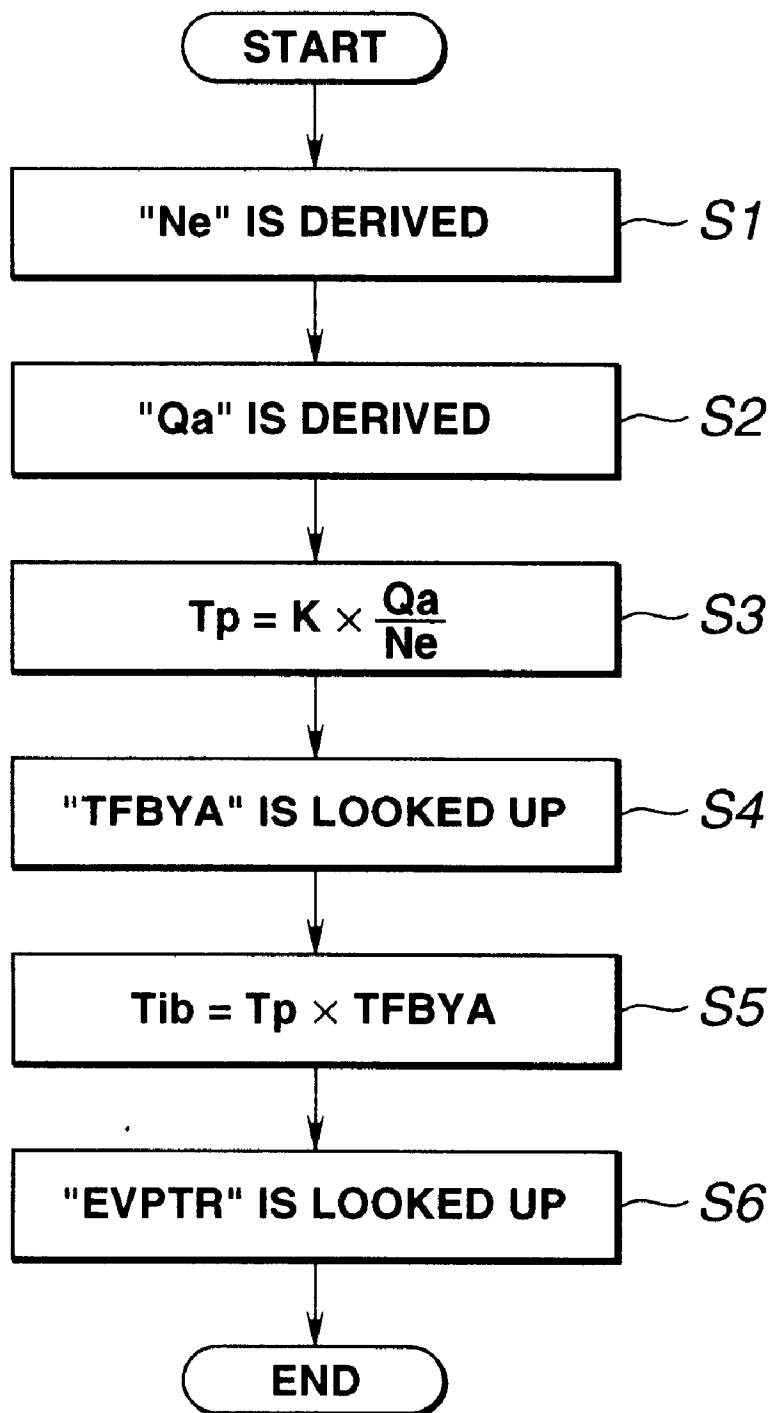 START
"Ne" IS DERIVED
S1
"Qa" IS DERIVED
S2
Tp = K × Qa/Ne
S3
"TFBYA" IS LOOKED UP
S4
Tib = Tp × TFBYA
S5
"EVPTR" IS LOOKED UP
S6
END